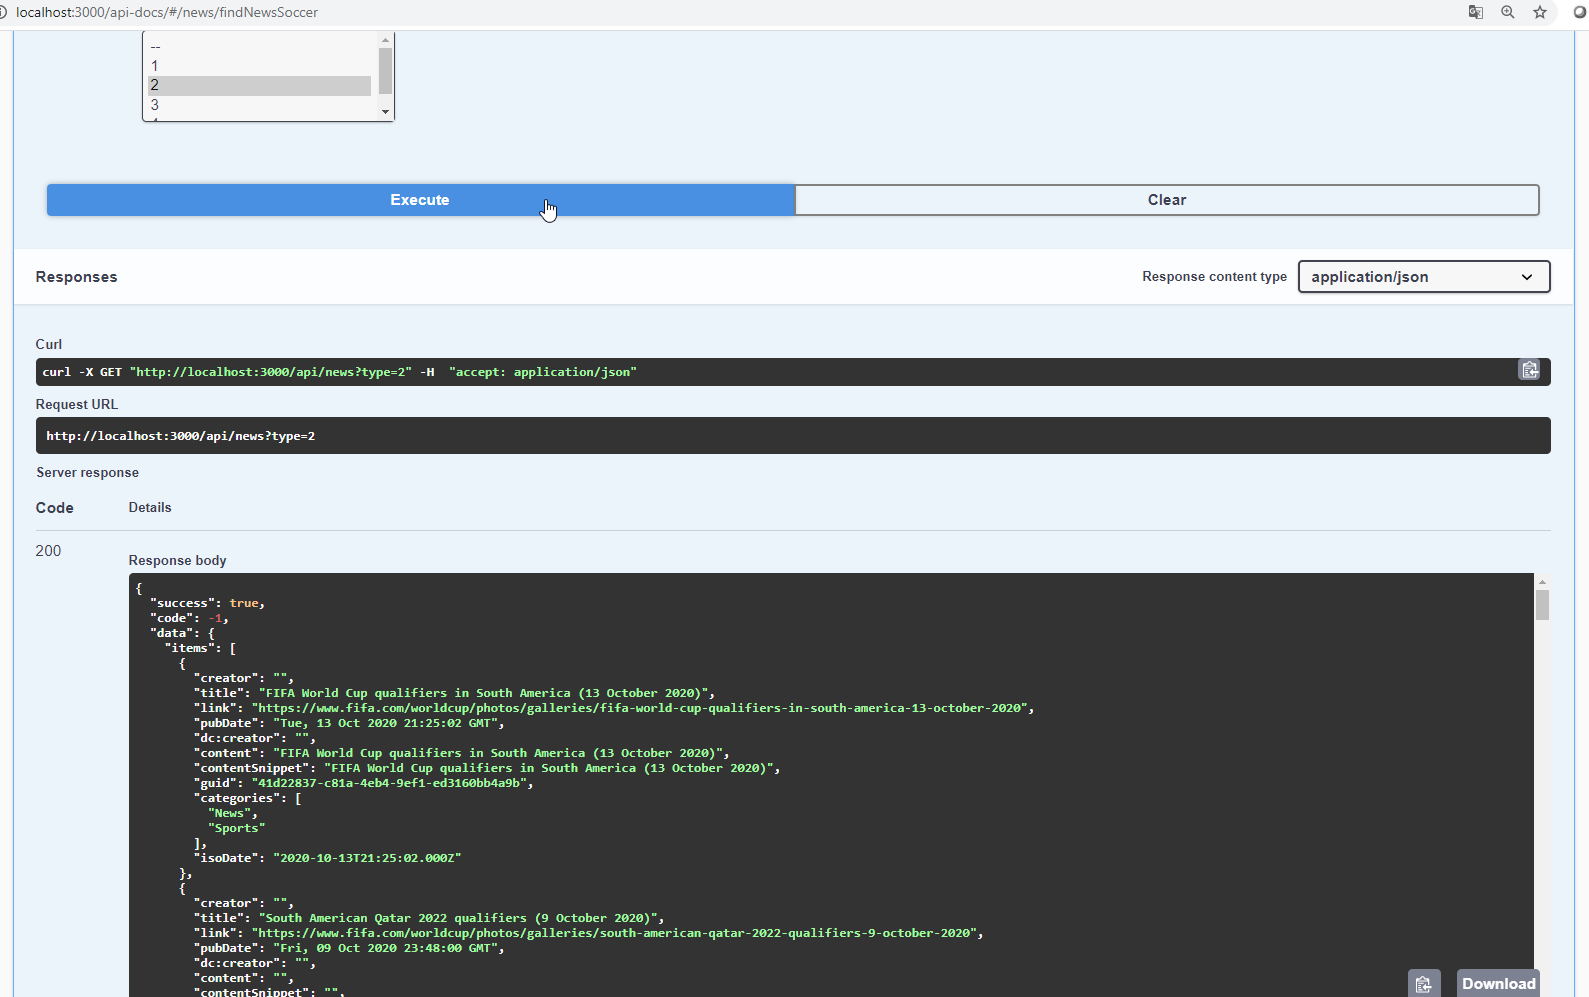 localhost:3000/api-docs/#/news/findNewsSoccer
--
1
2
3
Execute
Clear
Responses
Response content type
application/json
Curl
curl -X GET "http://localhost:3000/api/news?type=2" -H  "accept: application/json"
Request URL
http://localhost:3000/api/news?type=2
Server response
Code
Details
200
Response body
{
  "success": true,
  "code": -1,
  "data": {
    "items": [
      {
        "creator": "",
        "title": "FIFA World Cup qualifiers in South America (13 October 2020)",
        "link": "https://www.fifa.com/worldcup/photos/galleries/fifa-world-cup-qualifiers-in-south-america-13-october-2020",
        "pubDate": "Tue, 13 Oct 2020 21:25:02 GMT",
        "dc:creator": "",
        "content": "FIFA World Cup qualifiers in South America (13 October 2020)",
        "contentSnippet": "FIFA World Cup qualifiers in South America (13 October 2020)",
        "guid": "41d22837-c81a-4eb4-9ef1-ed3160bb4a9b",
        "categories": [
          "News",
          "Sports"
        ],
        "isoDate": "2020-10-13T21:25:02.000Z"
      },
      {
        "creator": "",
        "title": "South American Qatar 2022 qualifiers (9 October 2020)",
        "link": "https://www.fifa.com/worldcup/photos/galleries/south-american-qatar-2022-qualifiers-9-october-2020",
        "pubDate": "Fri, 09 Oct 2020 23:48:00 GMT",
        "dc:creator": "",
        "content": "",
        "contentSnippet": "",
Download